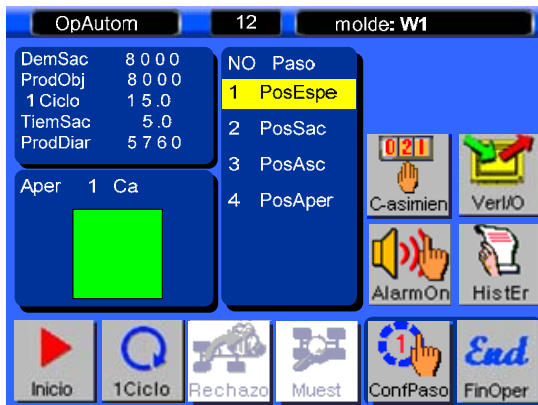 OpAutom 12 molde: W1
DemSac 8000
ProdObj 8000
1 Ciclo 15.0
TiemSac 5.0
ProdDiar 5760
NO Paso
1 PosEspe
2 PosSac
3 PosAsc
4 PosAper
Aper 1 Ca
021
C-asimien VerI/O
AlarmOn HistEr
1
End
Inicio 1Ciclo Rechazo Muest ConfPaso FinOper